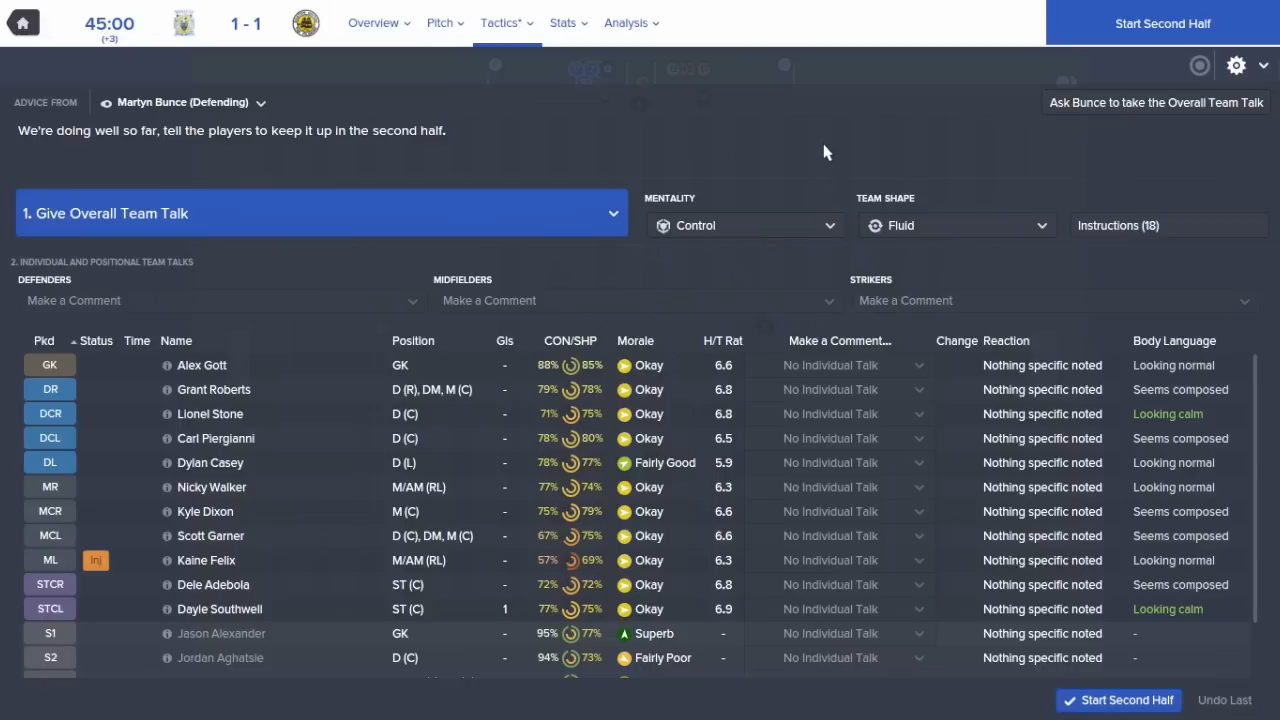 45:00
(+3)
1 - 1
Overview
Pitch
Tactics*
Stats
Analysis
Start Second Half
ADVICE FROM
Martyn Bunce (Defending)
Ask Bunce to take the Overall Team Talk
We're doing well so far, tell the players to keep it up in the second half.
1. Give Overall Team Talk
MENTALITY
Control
TEAM SHAPE
Fluid
Instructions (18)
2. INDIVIDUAL AND POSITIONAL TEAM TALKS
DEFENDERS
MIDFIELDERS
STRIKERS
Make a Comment
Make a Comment
Make a Comment
Pkd Status Time Name Position Gls CON/SHP Morale H/T Rat Make a Comment... Change Reaction Body Language
GK Alex Gott GK - 88% 85% Okay 6.6 No Individual Talk Nothing specific noted Looking normal
DR Grant Roberts D (R), DM, M (C) - 79% 78% Okay 6.8 No Individual Talk Nothing specific noted Seems composed
DCR Lionel Stone D (C) - 71% 75% Okay 6.8 No Individual Talk Nothing specific noted Looking calm
DCL Carl Piergianni D (C) - 78% 80% Okay 6.5 No Individual Talk Nothing specific noted Seems composed
DL Dylan Casey D (L) - 78% 77% Fairly Good 5.9 No Individual Talk Nothing specific noted Looking normal
MR Nicky Walker M/AM (RL) - 77% 74% Okay 6.3 No Individual Talk Nothing specific noted Looking normal
MCR Kyle Dixon M (C) - 75% 79% Okay 6.6 No Individual Talk Nothing specific noted Seems composed
MCL Scott Garner D (C), DM, M (C) - 67% 75% Okay 6.6 No Individual Talk Nothing specific noted Seems composed
ML Inj Kaine Felix M/AM (RL) - 57% 69% Okay 6.3 No Individual Talk Nothing specific noted Looking normal
STCR Dele Adebola ST (C) - 72% 72% Okay 6.8 No Individual Talk Nothing specific noted Seems composed
STCL Dayle Southwell ST (C) 1 77% 75% Okay 6.9 No Individual Talk Nothing specific noted Looking calm
S1 Jason Alexander GK - 95% 77% Superb - No Individual Talk Nothing specific noted -
S2 Jordan Aghatsie D (C) - 94% 73% Fairly Poor - No Individual Talk Nothing specific noted -
Start Second Half
Undo Last